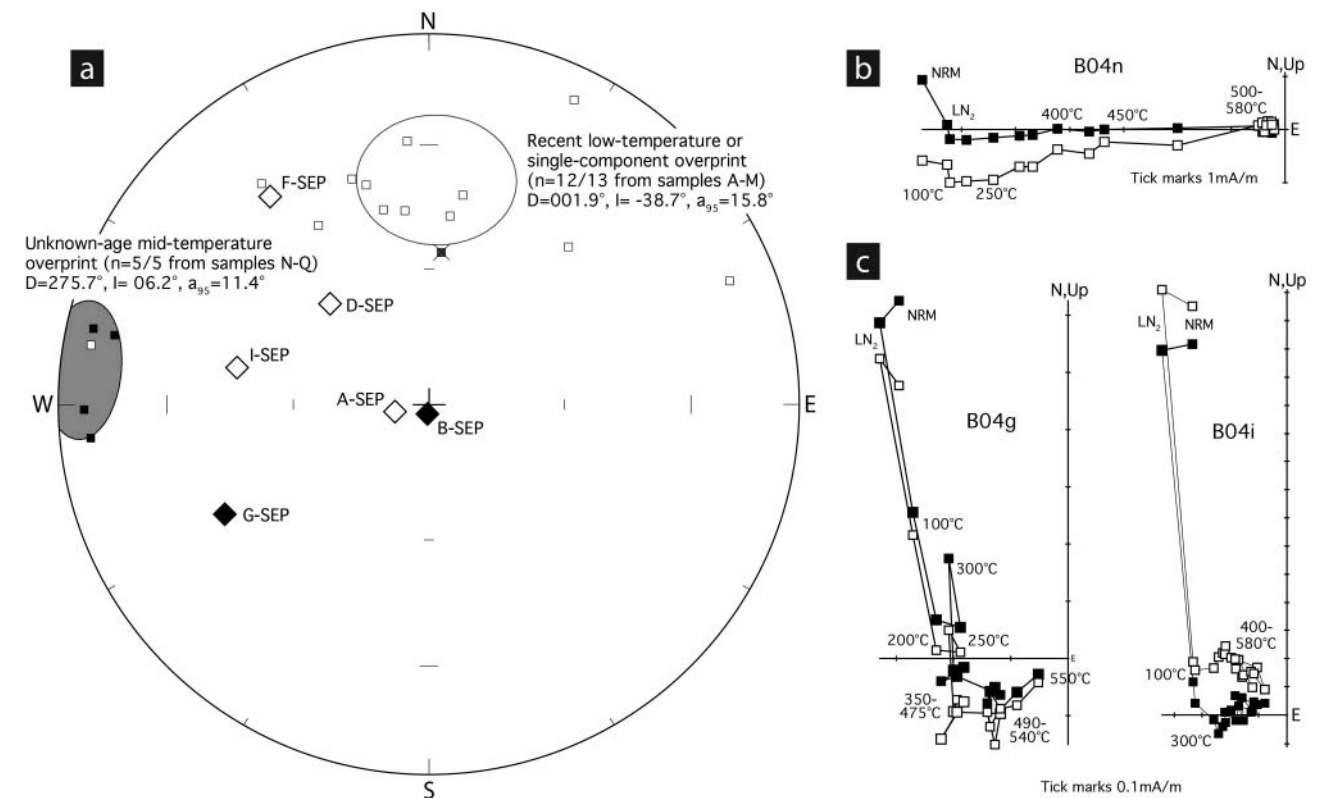 a
N
Recent low-temperature or
single-component overprint
(n=12/13 from samples A-M)
D=001.9°, I= -38.7°, a95=15.8°
F-SEP
Unknown-age mid-temperature
overprint (n=5/5 from samples N-Q)
D=275.7°, I= 06.2°, a95=11.4°
D-SEP
I-SEP
W
A-SEP
B-SEP
E
G-SEP
S
b
B04n
N,Up
NRM
LN2
400°C
450°C
500-
580°C
E
100°C
250°C
Tick marks 1mA/m
c
N,Up
NRM
LN2
B04g
100°C
300°C
200°C
250°C
E
550°C
350-
475°C
490-
540°C
N,Up
LN2
NRM
B04i
400-
580°C
100°C
E
300°C
Tick marks 0.1mA/m